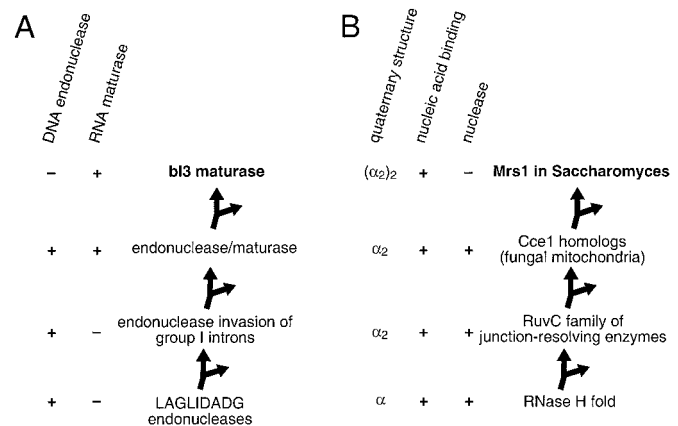 A
DNA endonuclease
RNA maturase
− + bI3 maturase
+ + endonuclease/maturase
+ − endonuclease invasion of
group I introns
+ − LAGLIDADG
endonucleases
B
quaternary structure
nucleic acid binding
nuclease
(α2)2 + − Mrs1 in Saccharomyces
α2 + + Cce1 homologs
(fungal mitochondria)
α2 + + RuvC family of
junction-resolving enzymes
α + + RNase H fold